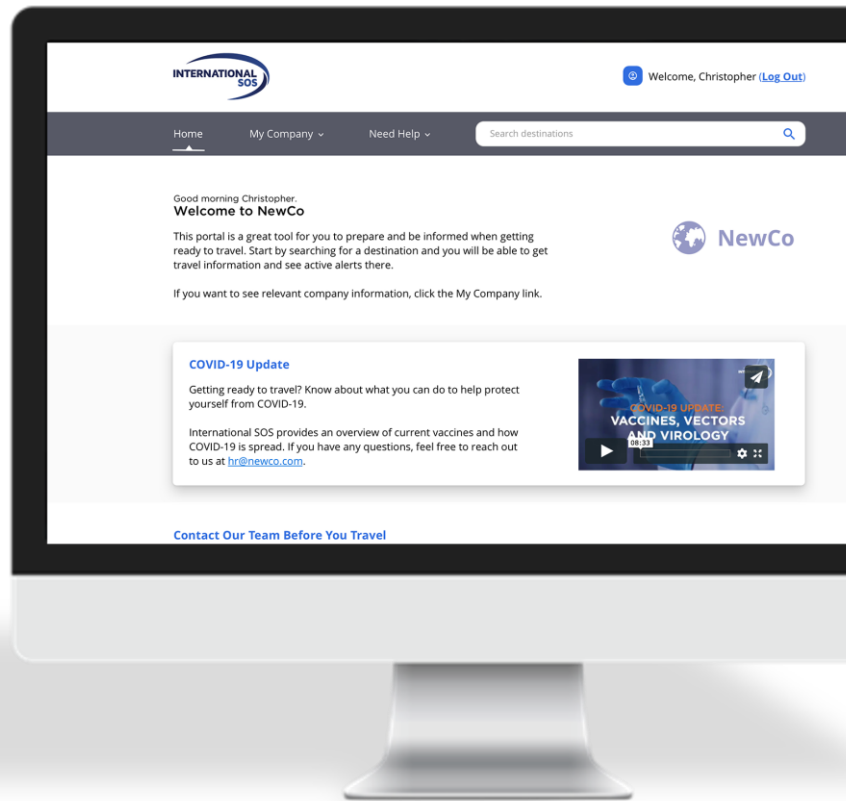 INTERNATIONAL
SOS
Welcome, Christopher (Log Out)
Home My Company Need Help Search destinations
Good morning Christopher.
Welcome to NewCo
This portal is a great tool for you to prepare and be informed when getting
ready to travel. Start by searching for a destination and you will be able to get
travel information and see active alerts there.
If you want to see relevant company information, click the My Company link.
NewCo
COVID-19 Update
Getting ready to travel? Know about what you can do to help protect
yourself from COVID-19.
International SOS provides an overview of current vaccines and how
COVID-19 is spread. If you have any questions, feel free to reach out
to us at hr@newco.com.
COVID-19 UPDATE:
VACCINES, VECTORS
AND VIROLOGY
08:33
Contact Our Team Before You Travel